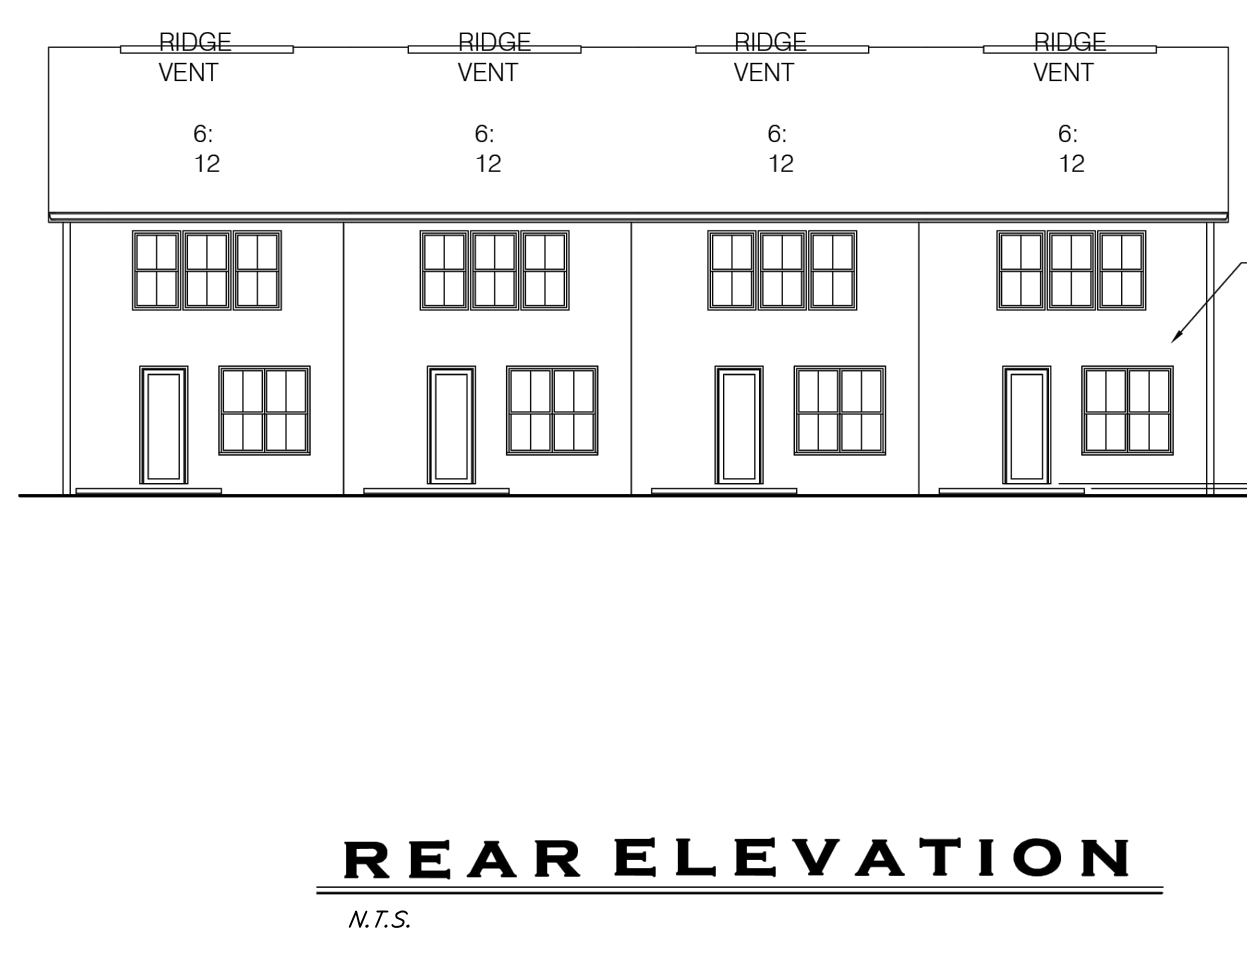 RIDGE RIDGE RIDGE RIDGE
VENT VENT VENT VENT
6: 6: 6: 6:
12 12 12 12
REAR ELEVATION
N.T.S.